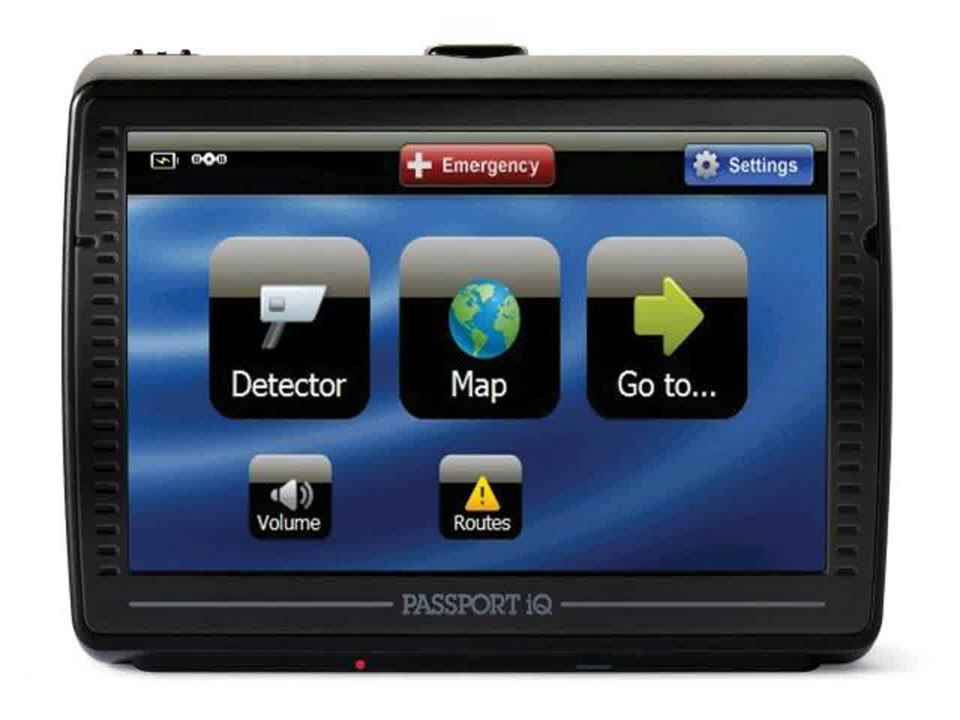 Emergency
Settings
Detector
Map
Go to...
Volume
Routes
PASSPORT iQ